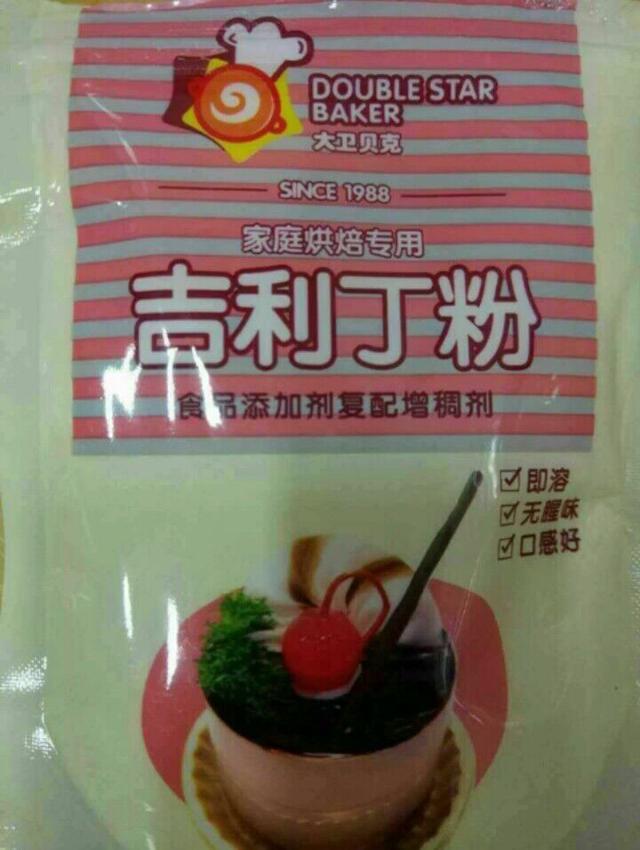 DOUBLE STAR
BAKER
大卫贝克
SINCE 1988
家庭烘焙专用
吉利丁粉
食品添加剂复配增稠剂
即溶
无腥味
口感好